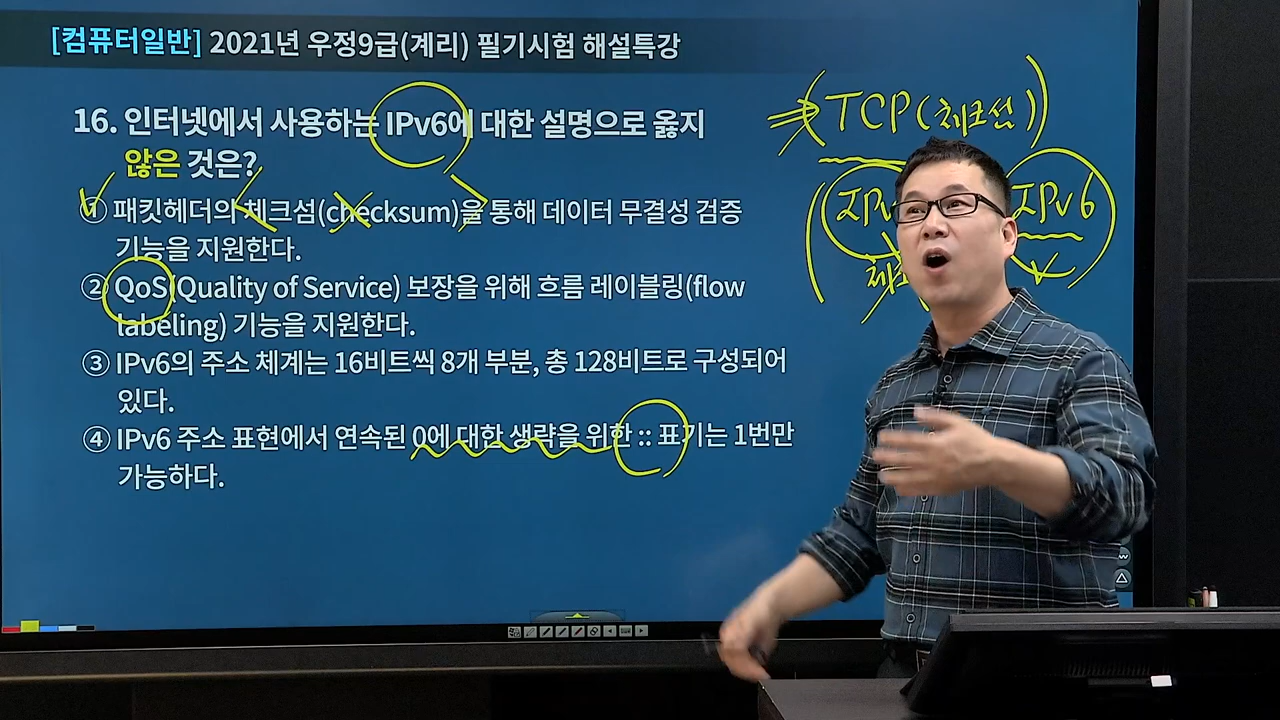 [컴퓨터일반] 2021년 우정9급(계리) 필기시험 해설특강
16. 인터넷에서 사용하는 IPv6에 대한 설명으로 옳지
않은 것은?
① 패킷헤더의 체크섬(checksum)을 통해 데이터 무결성 검증
기능을 지원한다.
② QoS(Quality of Service) 보장을 위해 흐름 레이블링(flow
labeling) 기능을 지원한다.
③ IPv6의 주소 체계는 16비트씩 8개 부분, 총 128비트로 구성되어
있다.
④ IPv6 주소 표현에서 연속된 0에 대한 생략을 위한 :: 표기는 1번만
가능하다.
TCP(체크섬)
IPv
IPv6
체크